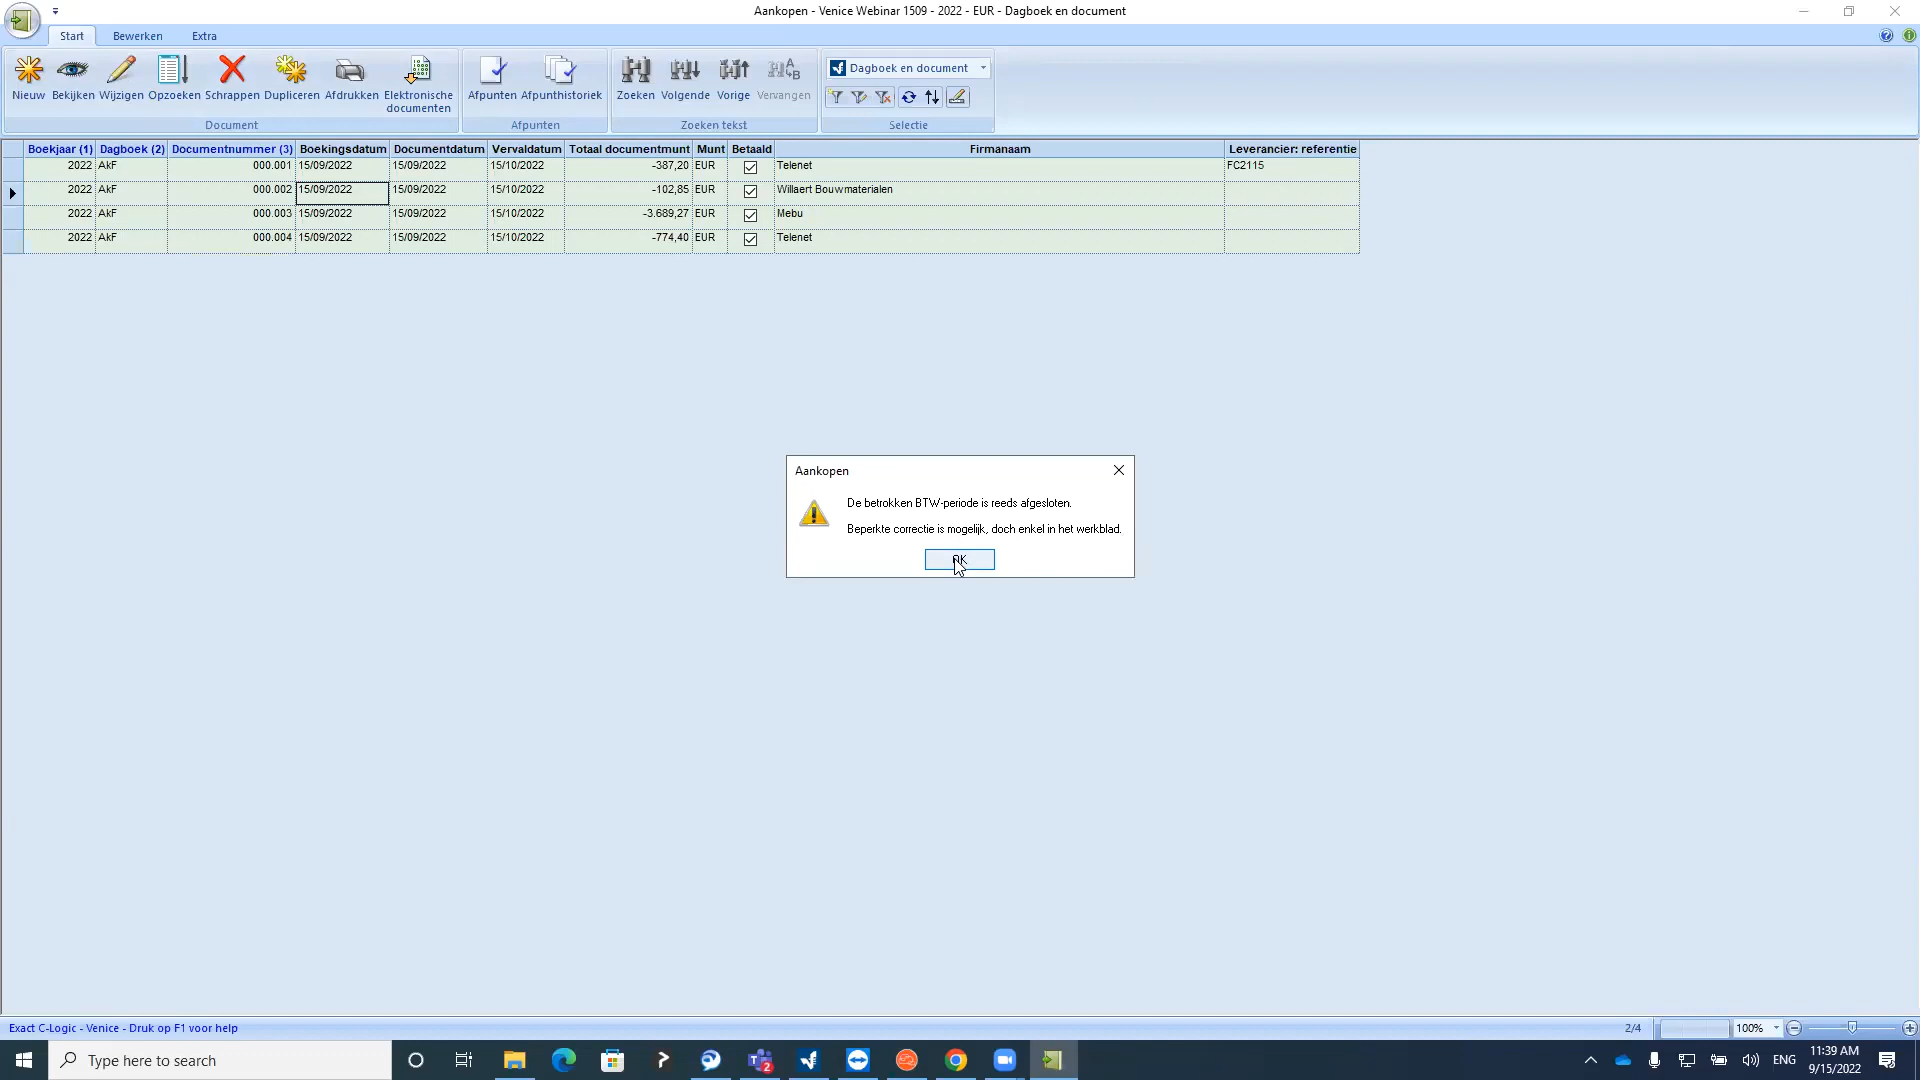 Aankopen - Venice Webinar 1509 - 2022 - EUR - Dagboek en document
Start Bewerken Extra
Nieuw Bekijken Wijzigen Opzoeken Schrappen Dupliceren Afdrukken Elektronische documenten
Document
Afpunten Afpunthistoriek
Afpunten
Zoeken Volgende Vorige Vervangen
Zoeken tekst
Dagboek en document
Selectie
Boekjaar (1) Dagboek (2) Documentnummer (3) Boekingsdatum Documentdatum Vervaldatum Totaal documentmunt Munt Betaald Firmanaam Leverancier: referentie
2022 AkF 000.001 15/09/2022 15/09/2022 15/10/2022 -387,20 EUR Telenet FC2115
2022 AkF 000.002 15/09/2022 15/09/2022 15/10/2022 -102,85 EUR Willaert Bouwmaterialen
2022 AkF 000.003 15/09/2022 15/09/2022 15/10/2022 -3.689,27 EUR Mebu
2022 AkF 000.004 15/09/2022 15/09/2022 15/10/2022 -774,40 EUR Telenet
Aankopen
De betrokken BTW-periode is reeds afgesloten.
Beperkte correctie is mogelijk, doch enkel in het werkblad.
OK
Exact C-Logic - Venice - Druk op F1 voor help 2/4 100%
Type here to search
2
ENG
11:39 AM
9/15/2022